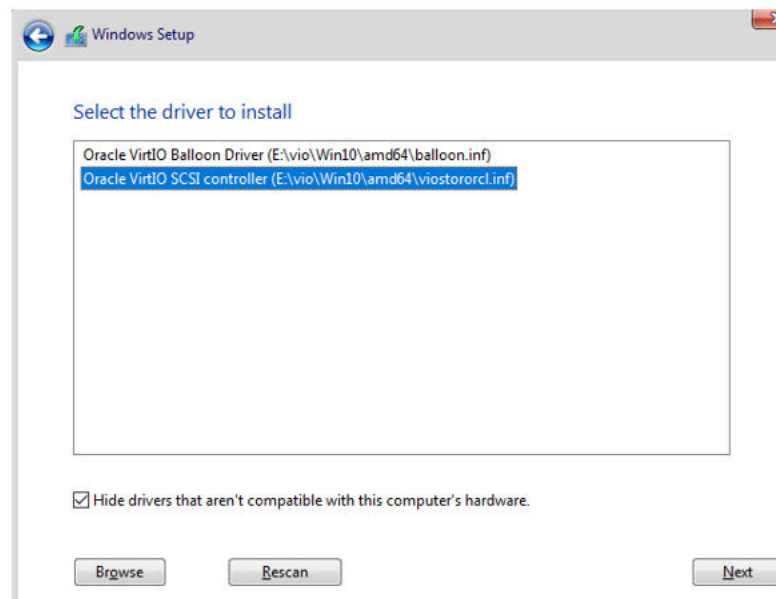 Windows Setup
Select the driver to install
Oracle VirtIO Balloon Driver (E:\vio\Win10\amd64\balloon.inf)
Oracle VirtIO SCSI controller (E:\vio\Win10\amd64\viostororcl.inf)
Hide drivers that aren't compatible with this computer's hardware.
Browse Rescan Next